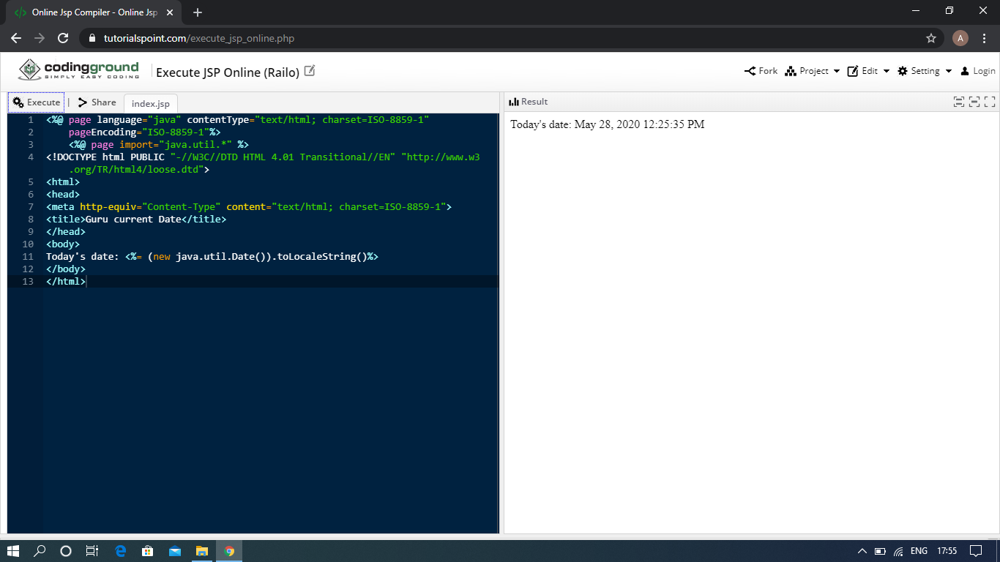 Online Jsp Compiler - Online Jsp
tutorialspoint.com/execute_jsp_online.php
A
codingground
SIMPLY EASY CODING
Execute JSP Online (Railo)
Fork Project Edit Setting Login
Execute | Share index.jsp
Result
1 <%@ page language="java" contentType="text/html; charset=ISO-8859-1"
2 pageEncoding="ISO-8859-1"%>
3 <%@ page import="java.util.*" %>
4 <!DOCTYPE html PUBLIC "-//W3C//DTD HTML 4.01 Transitional//EN" "http://www.w3
.org/TR/html4/loose.dtd">
5 <html>
6 <head>
7 <meta http-equiv="Content-Type" content="text/html; charset=ISO-8859-1">
8 <title>Guru current Date</title>
9 </head>
10 <body>
11 Today's date: <%= (new java.util.Date()).toLocaleString()%>
12 </body>
13 </html>
Today's date: May 28, 2020 12:25:35 PM
ENG 17:55